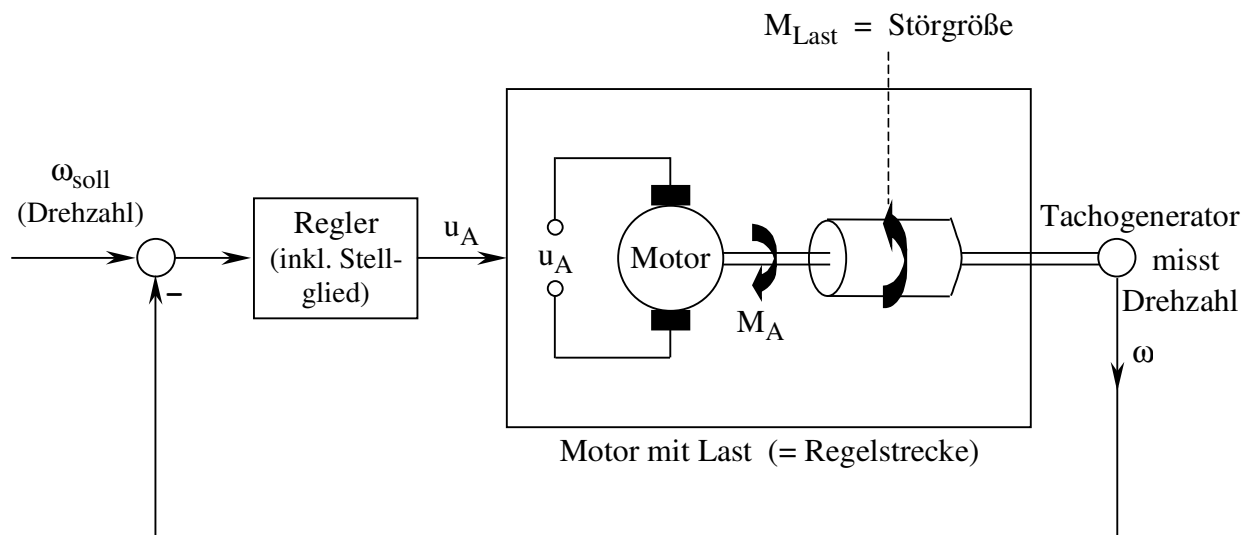 M_Last = Störgröße
ω_soll
(Drehzahl)
Regler
(inkl. Stell-
glied)
u_A
u_A
Motor
M_A
Tachogenerator
misst
Drehzahl
ω
–
Motor mit Last (= Regelstrecke)